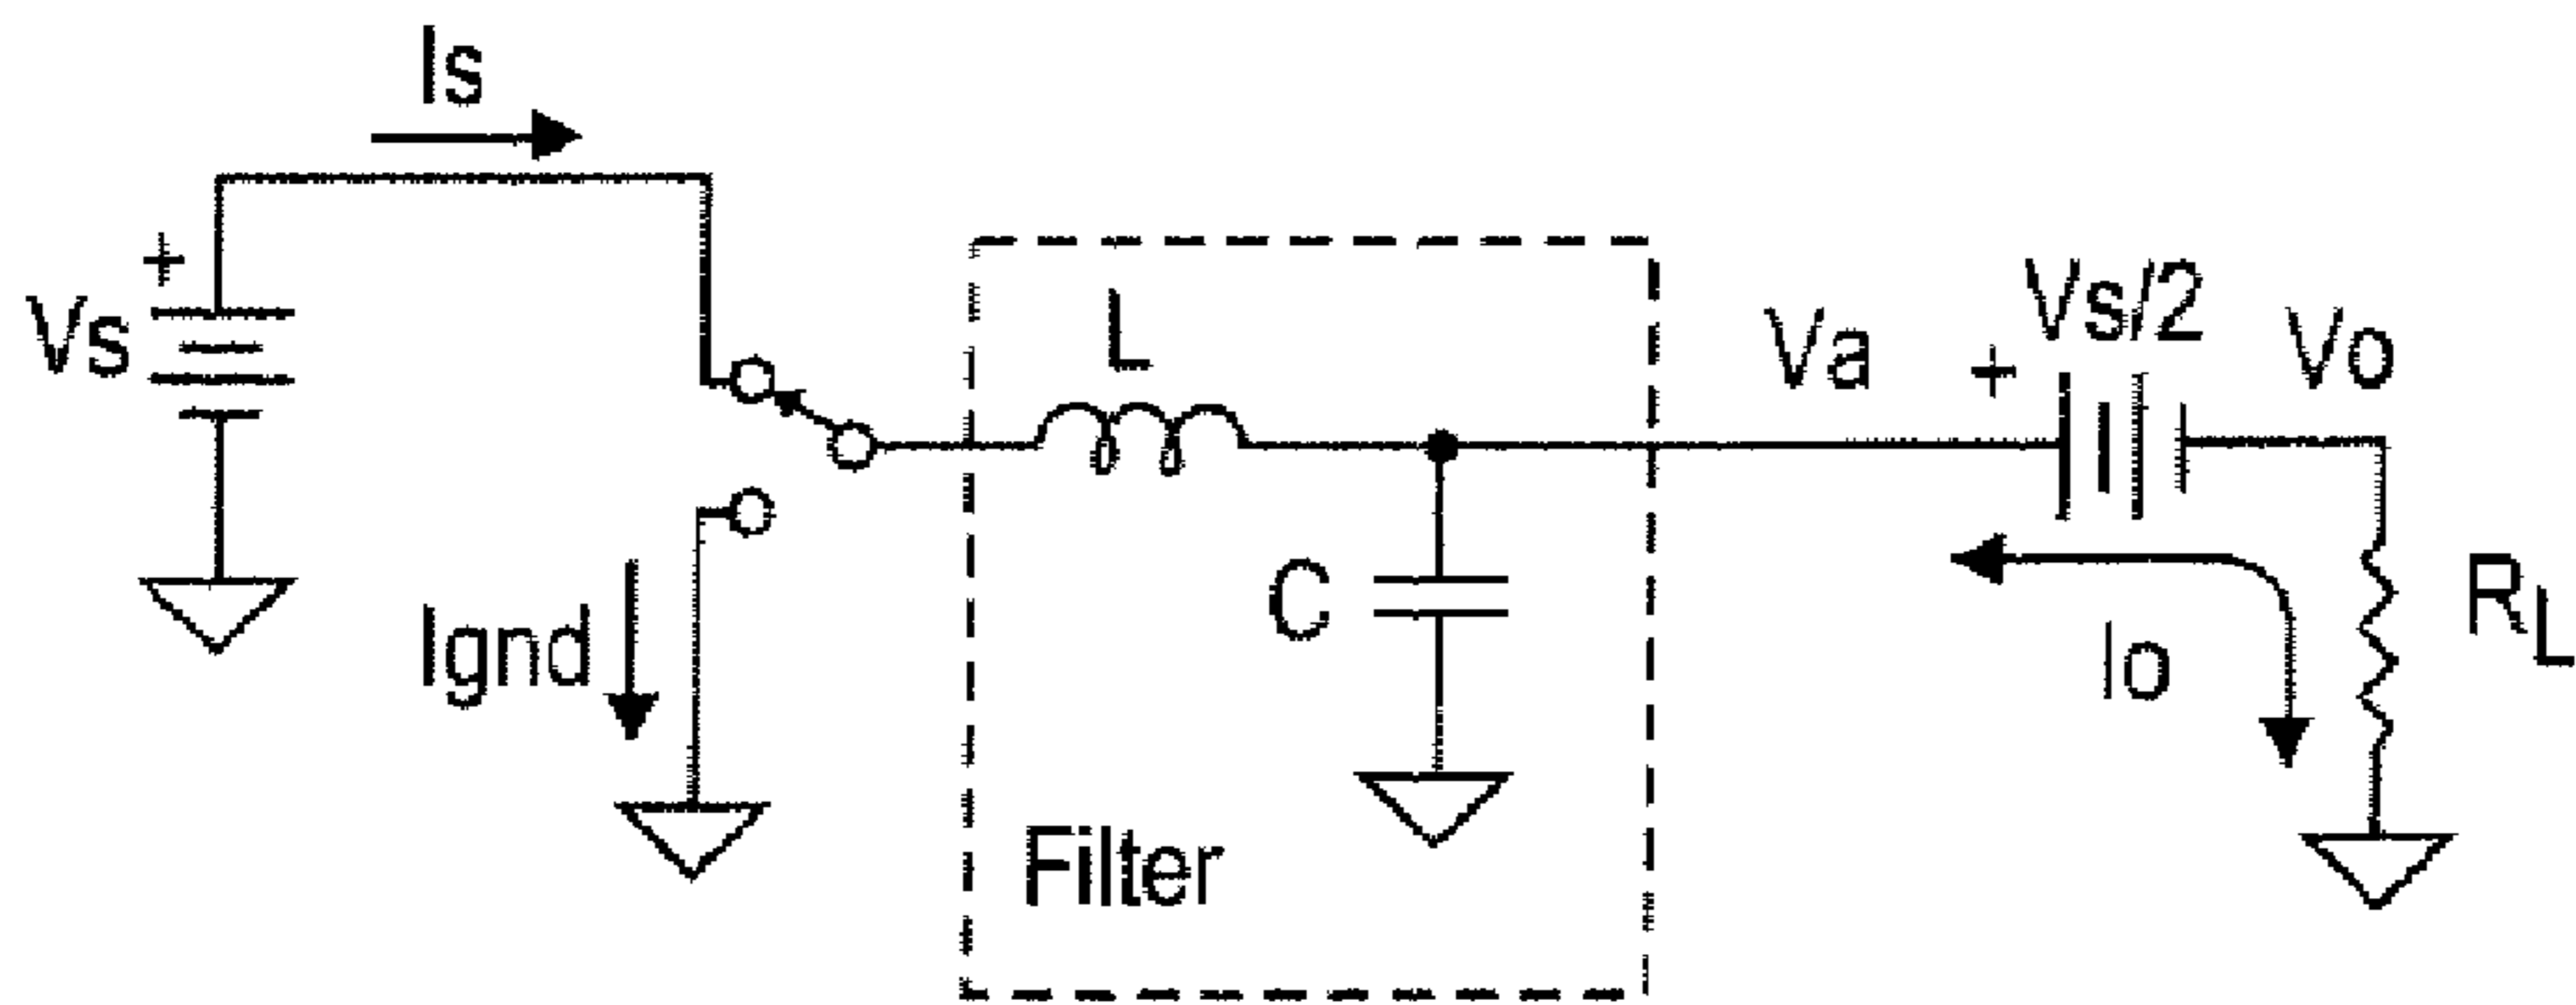 Is
+
Vs
L
Va
+
Vs/2
Vo
Ignd
C
Io
RL
Filter